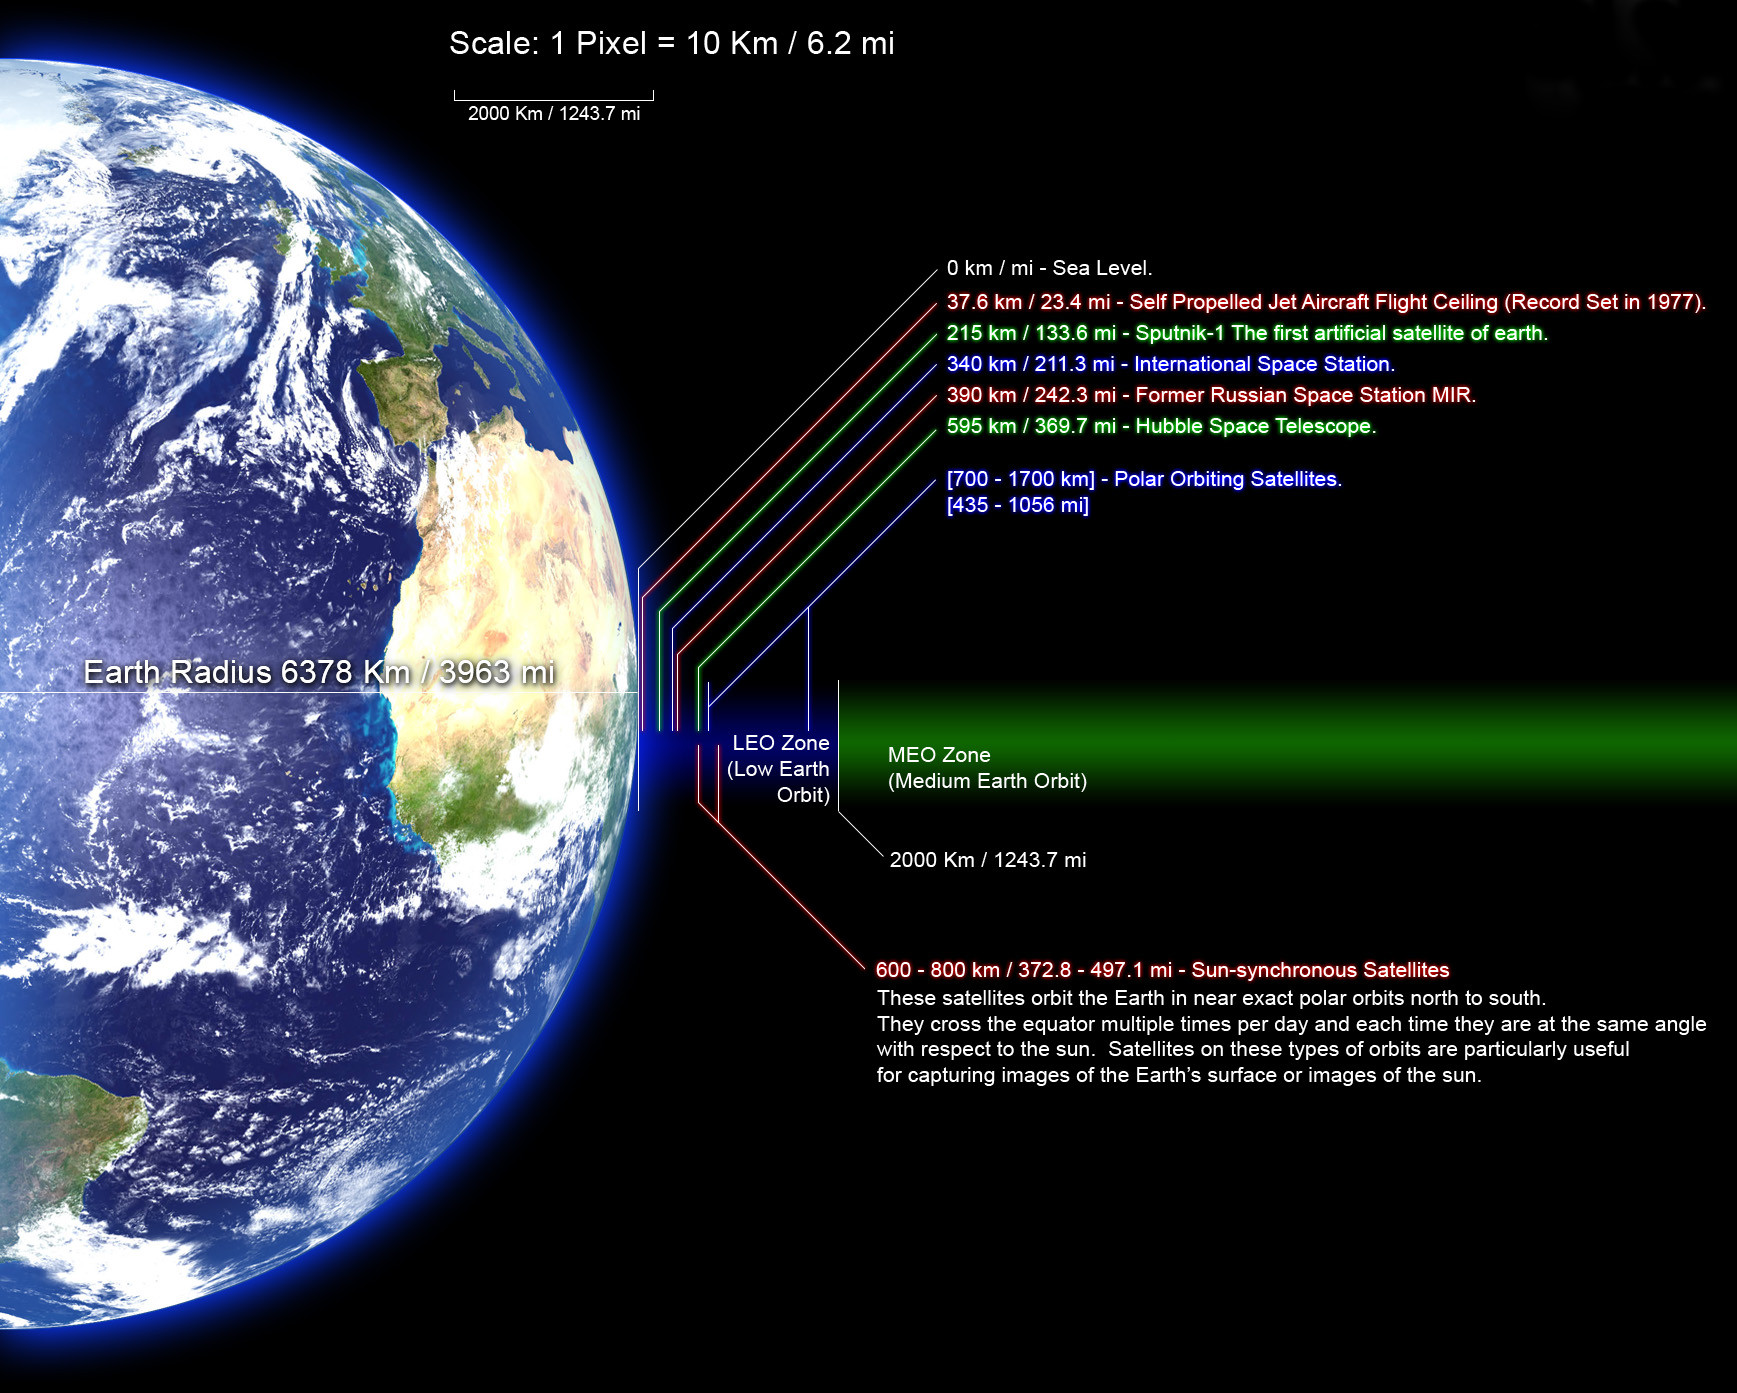 Scale: 1 Pixel = 10 Km / 6.2 mi
2000 Km / 1243.7 mi
0 km / mi - Sea Level.
37.6 km / 23.4 mi - Self Propelled Jet Aircraft Flight Ceiling (Record Set in 1977).
215 km / 133.6 mi - Sputnik-1 The first artificial satellite of earth.
340 km / 211.3 mi - International Space Station.
390 km / 242.3 mi - Former Russian Space Station MIR.
595 km / 369.7 mi - Hubble Space Telescope.
[700 - 1700 km] - Polar Orbiting Satellites.
[435 - 1056 mi]
Earth Radius 6378 Km / 3963 mi
LEO Zone
(Low Earth
Orbit)
MEO Zone
(Medium Earth Orbit)
2000 Km / 1243.7 mi
600 - 800 km / 372.8 - 497.1 mi - Sun-synchronous Satellites
These satellites orbit the Earth in near exact polar orbits north to south.
They cross the equator multiple times per day and each time they are at the same angle
with respect to the sun.  Satellites on these types of orbits are particularly useful
for capturing images of the Earth's surface or images of the sun.